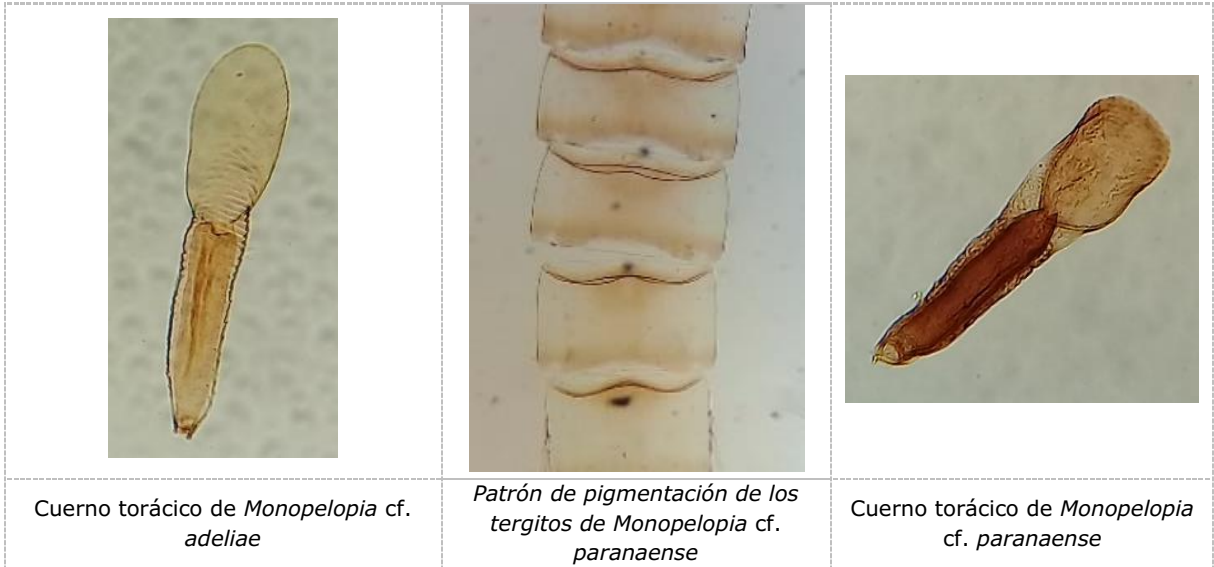 Cuerno torácico de Monopelopia cf.
adeliae
Patrón de pigmentación de los
tergitos de Monopelopia cf.
paranaense
Cuerno torácico de Monopelopia
cf. paranaense